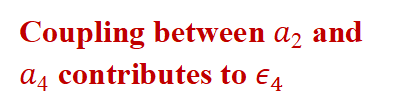 Coupling between a₂ and
a₄ contributes to ϵ₄